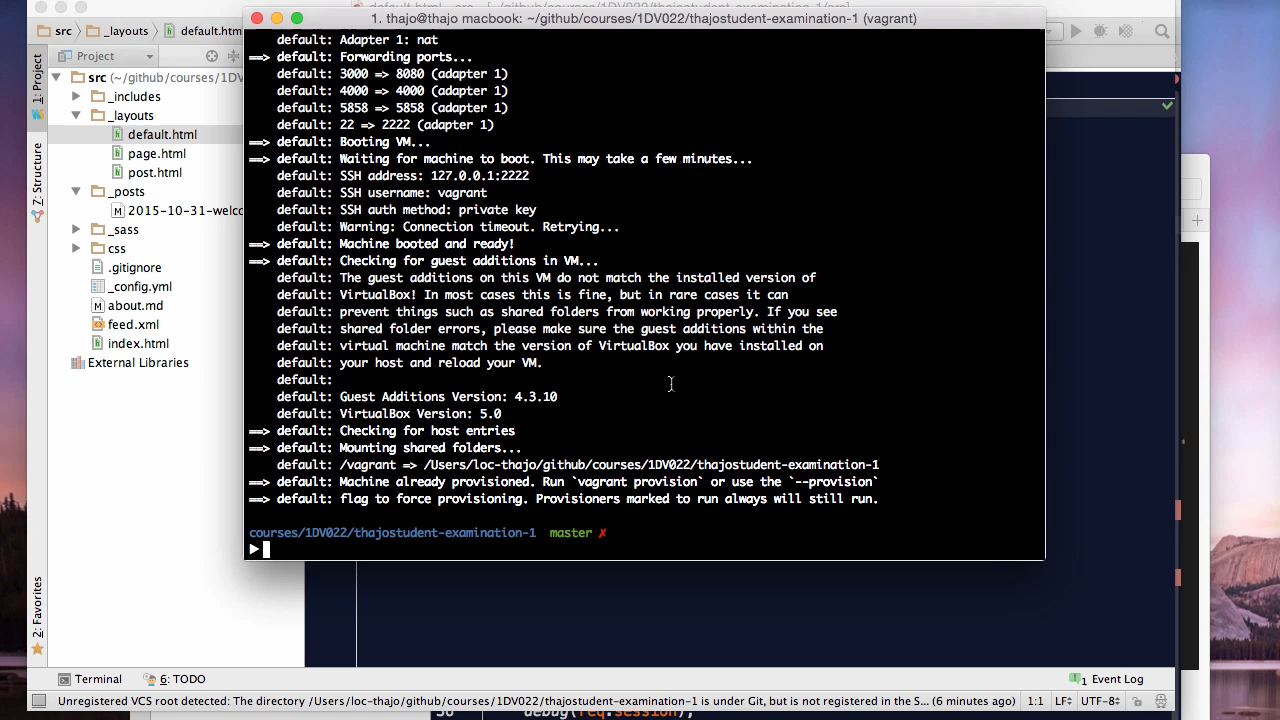 1. thajo@thajo macbook: ~/github/courses/1DV022/thajostudent-examination-1 (vagrant)
src
_layouts
default.htm
Project
src (~/github/courses/1DV
_includes
_layouts
default.html
page.html
post.html
_posts
2015-10-31-welco
_sass
css
.gitignore
_config.yml
about.md
feed.xml
index.html
External Libraries
1: Project
Z: Structure
2: Favorites
default: Adapter 1: nat
==> default: Forwarding ports...
default: 3000 => 8080 (adapter 1)
default: 4000 => 4000 (adapter 1)
default: 5858 => 5858 (adapter 1)
default: 22 => 2222 (adapter 1)
==> default: Booting VM...
==> default: Waiting for machine to boot. This may take a few minutes...
default: SSH address: 127.0.0.1:2222
default: SSH username: vagrant
default: SSH auth method: private key
default: Warning: Connection timeout. Retrying...
==> default: Machine booted and ready!
==> default: Checking for guest additions in VM...
default: The guest additions on this VM do not match the installed version of
default: VirtualBox! In most cases this is fine, but in rare cases it can
default: prevent things such as shared folders from working properly. If you see
default: shared folder errors, please make sure the guest additions within the
default: virtual machine match the version of VirtualBox you have installed on
default: your host and reload your VM.
default:
default: Guest Additions Version: 4.3.10
default: VirtualBox Version: 5.0
==> default: Checking for host entries
==> default: Mounting shared folders...
default: /vagrant => /Users/loc-thajo/github/courses/1DV022/thajostudent-examination-1
==> default: Machine already provisioned. Run `vagrant provision` or use the `--provision`
==> default: flag to force provisioning. Provisioners marked to run always will still run.
courses/1DV022/thajostudent-examination-1 master ✗
Terminal
6: TODO
1 Event Log
Unregistered VCS root detected: The directory /Users/loc-thajo/github/courses/1DV022/thajostudent-examination-1 is under Git, but is not registered in the S... (6 minutes ago)
1:1
LF
UTF-8
debug(req.session);